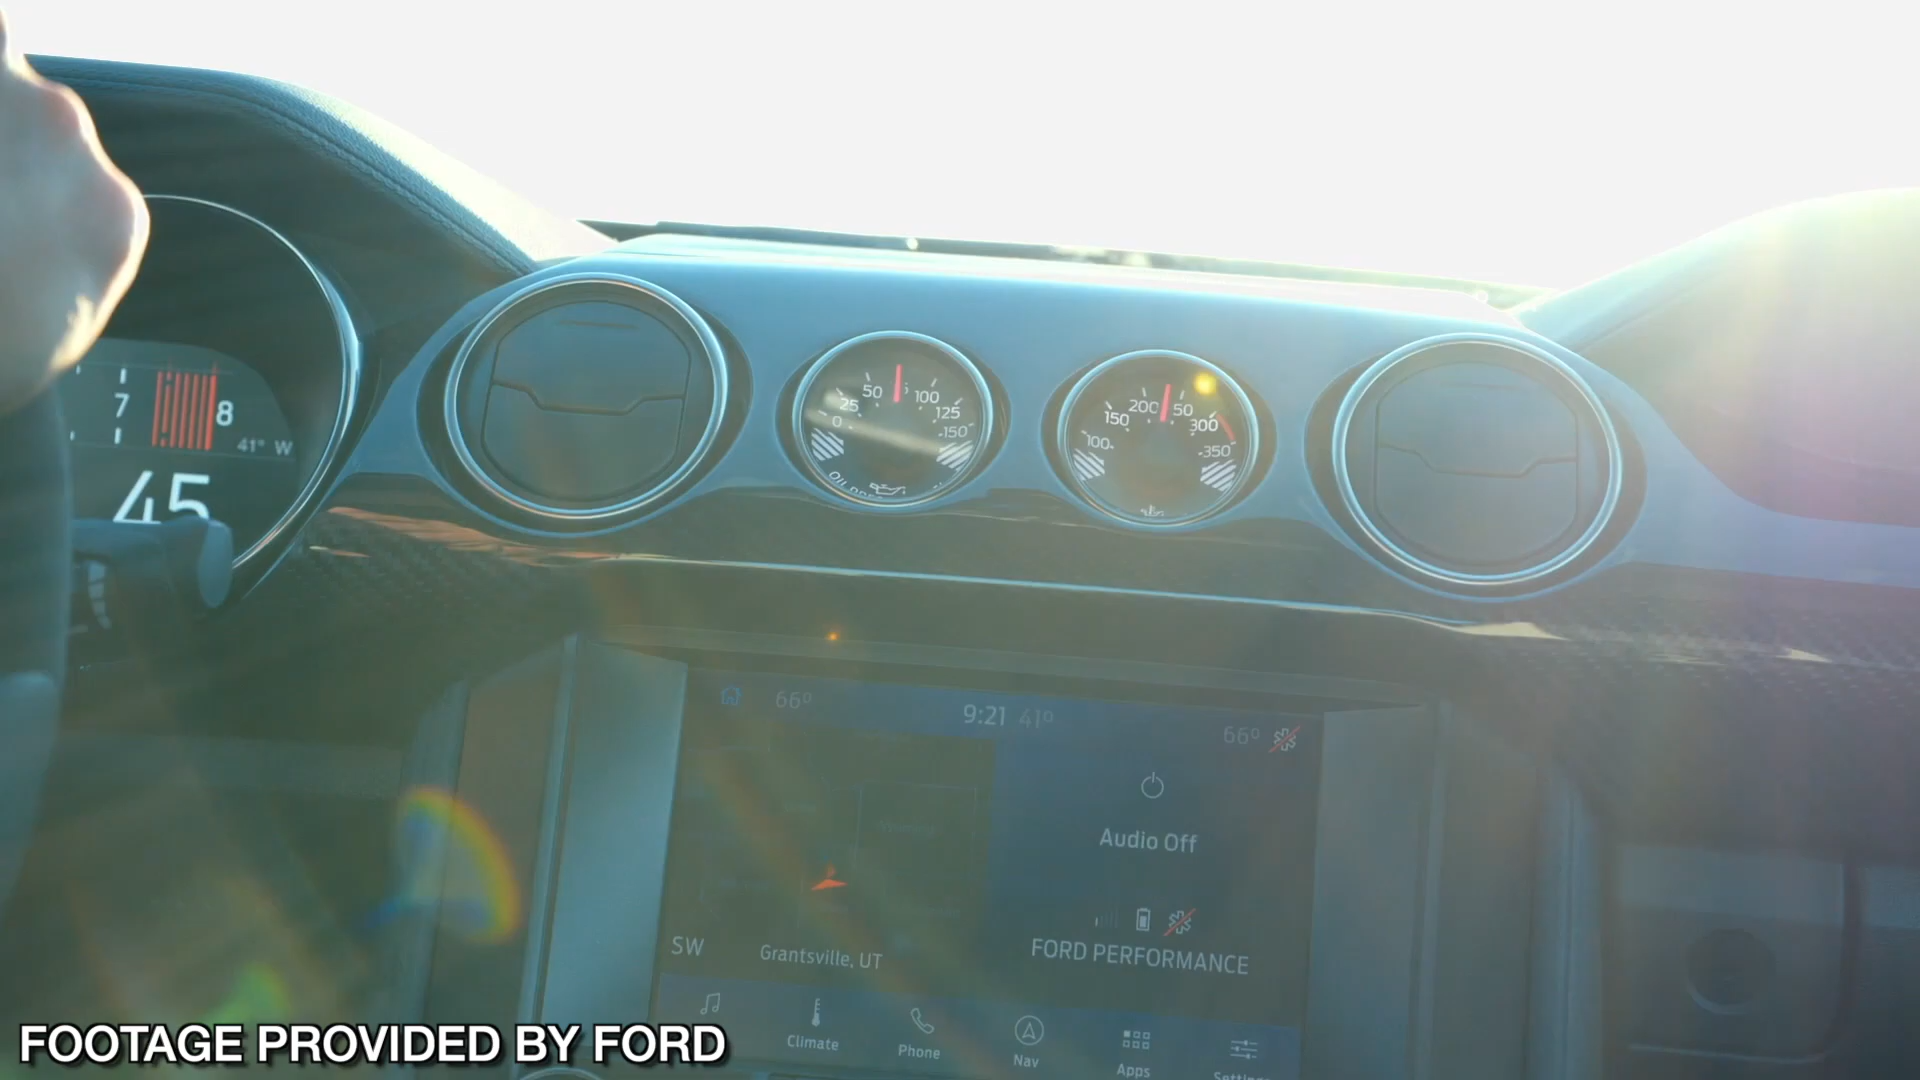 7
8
41° W
45
0
25
50
100
125
150
100
150
200
50
300
350
66°
9:21 41°
66°
Audio Off
SW
Grantsville, UT
FORD PERFORMANCE
Climate
Phone
Nav
Apps
FOOTAGE PROVIDED BY FORD